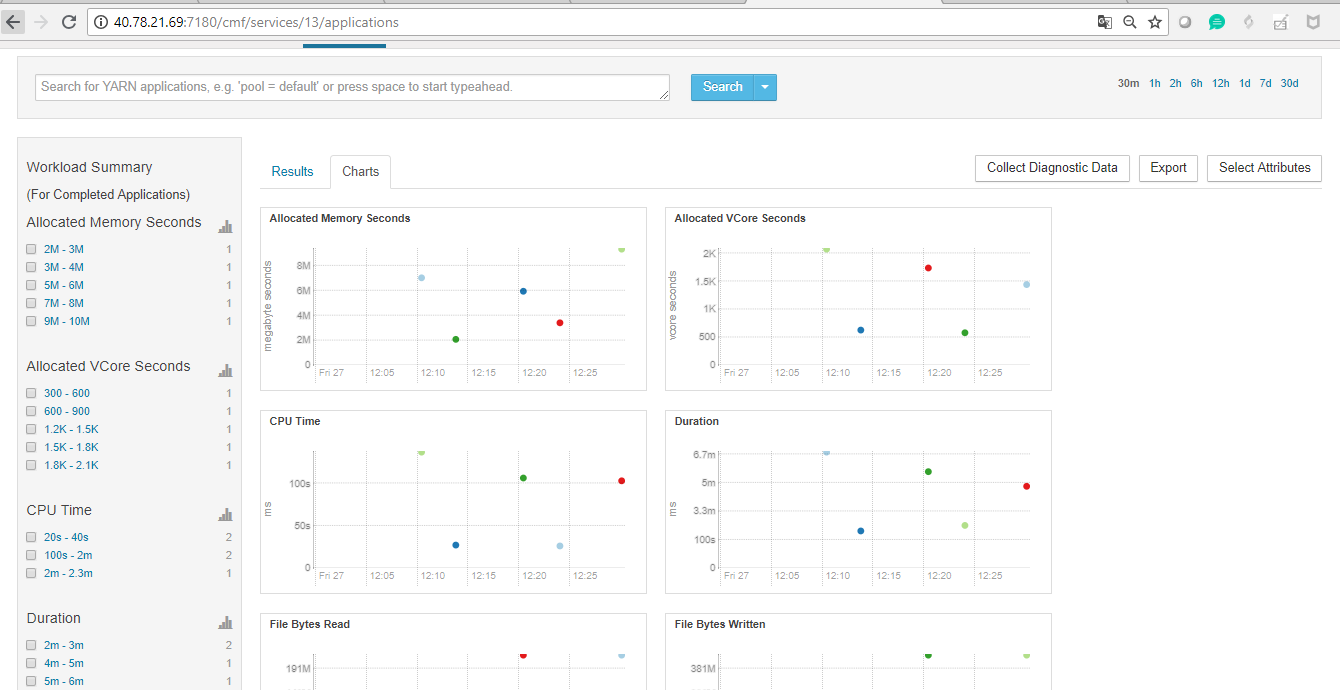 40.78.21.69:7180/cmf/services/13/applications
Search for YARN applications, e.g. 'pool = default' or press space to start typeahead.
Search
30m 1h 2h 6h 12h 1d 7d 30d
Workload Summary
(For Completed Applications)
Allocated Memory Seconds
2M - 3M 1
3M - 4M 1
5M - 6M 1
7M - 8M 1
9M - 10M 1
Allocated VCore Seconds
300 - 600 1
600 - 900 1
1.2K - 1.5K 1
1.5K - 1.8K 1
1.8K - 2.1K 1
CPU Time
20s - 40s 2
100s - 2m 2
2m - 2.3m 1
Duration
2m - 3m 2
4m - 5m 1
5m - 6m 1
Results Charts
Collect Diagnostic Data Export Select Attributes
Allocated Memory Seconds
megabyte seconds
8M
6M
4M
2M
0
Fri 27 12:05 12:10 12:15 12:20 12:25
Allocated VCore Seconds
vcore seconds
2K
1.5K
1K
500
0
Fri 27 12:05 12:10 12:15 12:20 12:25
CPU Time
ms
100s
50s
0
Fri 27 12:05 12:10 12:15 12:20 12:25
Duration
ms
6.7m
5m
3.3m
100s
0
Fri 27 12:05 12:10 12:15 12:20 12:25
File Bytes Read
191M
File Bytes Written
381M